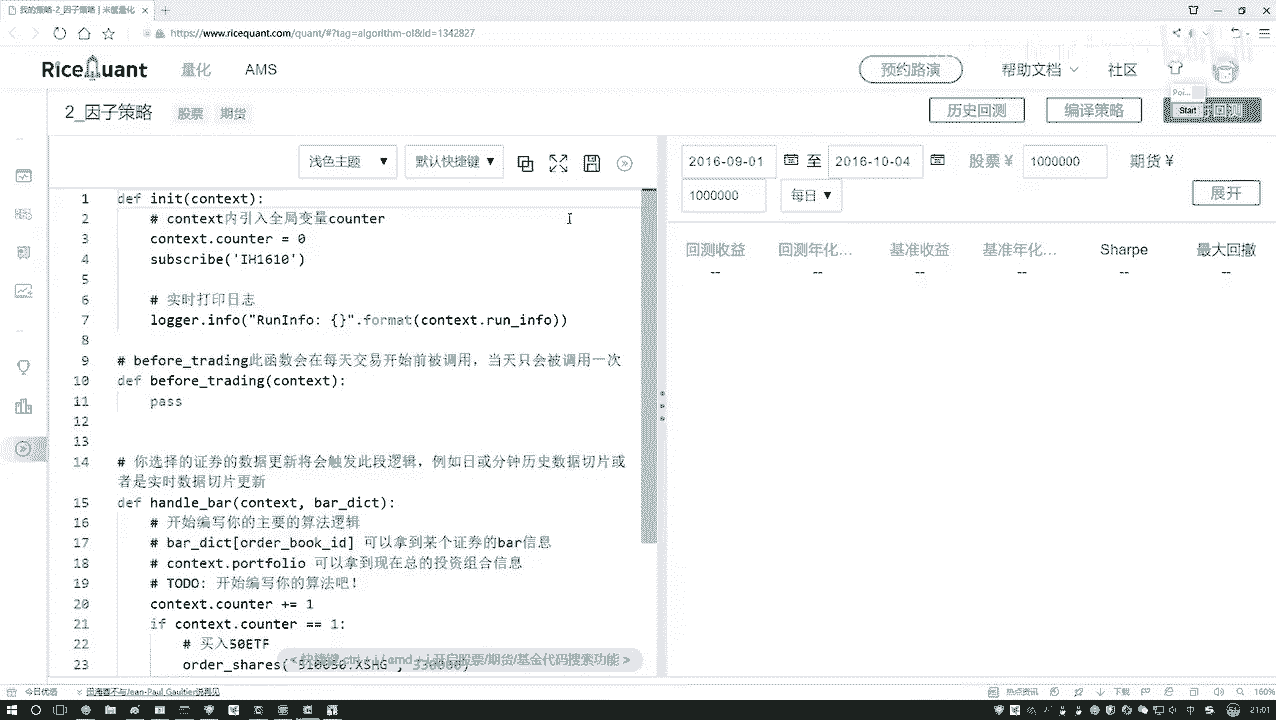 我的策略-2_因子策略 | 米筐量化
https://www.ricequant.com/quant/#?tag=algorithm-ol&id=1342827
RiceQuant 量化 AMS 预约路演 帮助文档 社区
2_因子策略 股票 期货 历史回测 编译策略
Start
浅色主题 默认快捷键
2016-09-01 至 2016-10-04 股票 ¥ 1000000 期货 ¥
1000000 每日 展开
回测收益 回测年化... 基准收益 基准年化... Sharpe 最大回撤
-- -- -- -- -- --
1 def init(context):
2 # context内引入全局变量counter
3 context.counter = 0
4 subscribe('IH1610')
5
6 # 实时打印日志
7 logger.info("RunInfo: {}".format(context.run_info))
8
9 # before_trading此函数会在每天交易开始前被调用，当天只会被调用一次
10 def before_trading(context):
11 pass
12
13
14 # 你选择的证券的数据更新将会触发此段逻辑，例如日或分钟历史数据切片或
者是实时数据切片更新
15 def handle_bar(context, bar_dict):
16 # 开始编写你的主要的算法逻辑
17 # bar_dict[order_book_id] 可以拿到某个证券的bar信息
18 # context.portfolio 可以拿到现在总的投资组合信息
19 # TODO: 开始编写你的算法吧！
20 context.counter += 1
21 if context.counter == 1:
22 # 买入50ETF
23 order_shares(
开启股票/期货/基金代码搜索功能 >
今日优选 热点资讯 下载 160%
21:01